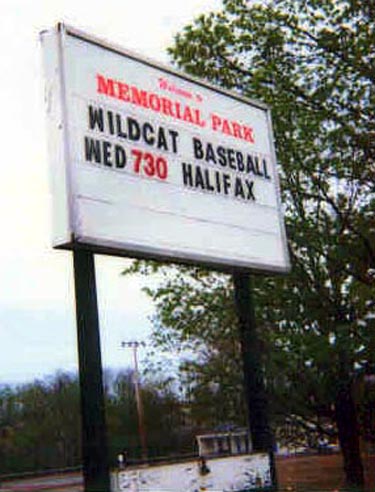 Welcome to
MEMORIAL PARK
WILDCAT BASEBALL
WED 730 HALIFAX